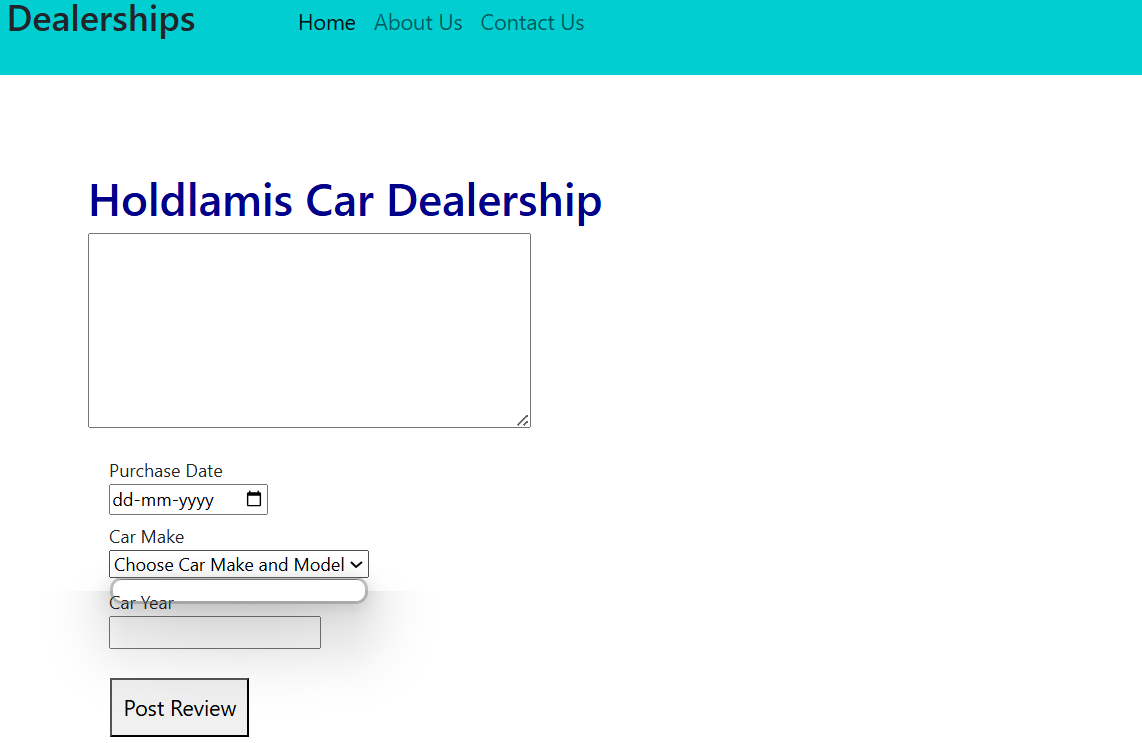 Dealerships
Home About Us Contact Us
Holdlamis Car Dealership
Purchase Date
dd-mm-yyyy
Car Make
Choose Car Make and Model
Car Year
Post Review